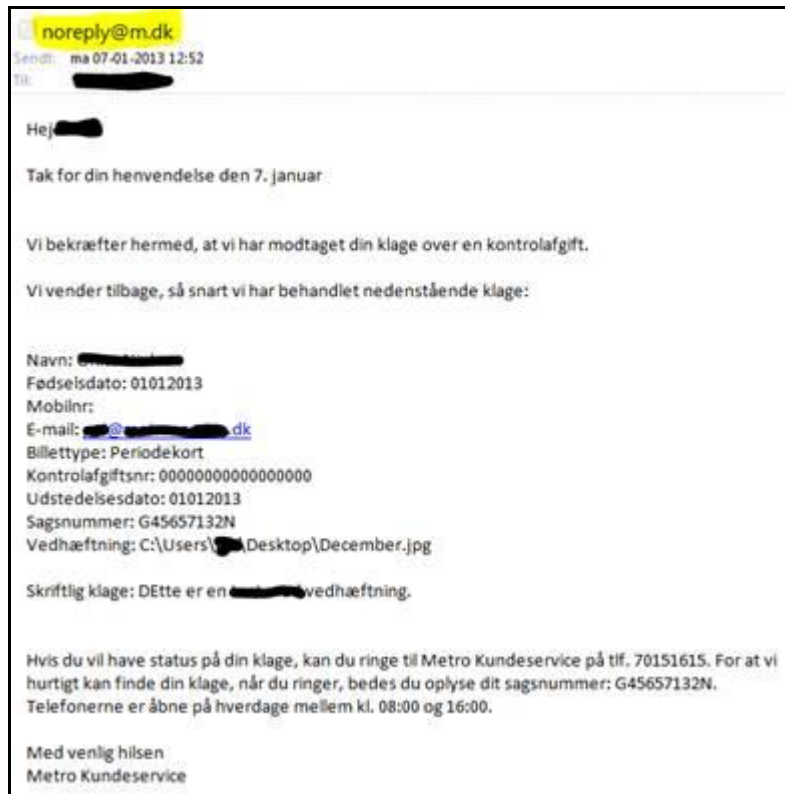 noreply@m.dk
Sendt: ma 07-01-2013 12:52
Til:
Hej
Tak for din henvendelse den 7. januar
Vi bekræfter hermed, at vi har modtaget din klage over en kontrolafgift.
Vi vender tilbage, så snart vi har behandlet nedenstående klage:
Navn:
Fødselsdato: 01012013
Mobilnr:
E-mail: @ .dk
Billettype: Periodekort
Kontrolafgiftsnr: 00000000000000000
Udstedelsesdato: 01012013
Sagsnummer: G45657132N
Vedhæftning: C:\Users\ \Desktop\December.jpg
Skriftlig klage: DEtte er en vedhæftning.
Hvis du vil have status på din klage, kan du ringe til Metro Kundeservice på tlf. 70151615. For at vi
hurtigt kan finde din klage, når du ringer, bedes du oplyse dit sagsnummer: G45657132N.
Telefonerne er åbne på hverdage mellem kl. 08:00 og 16:00.
Med venlig hilsen
Metro Kundeservice